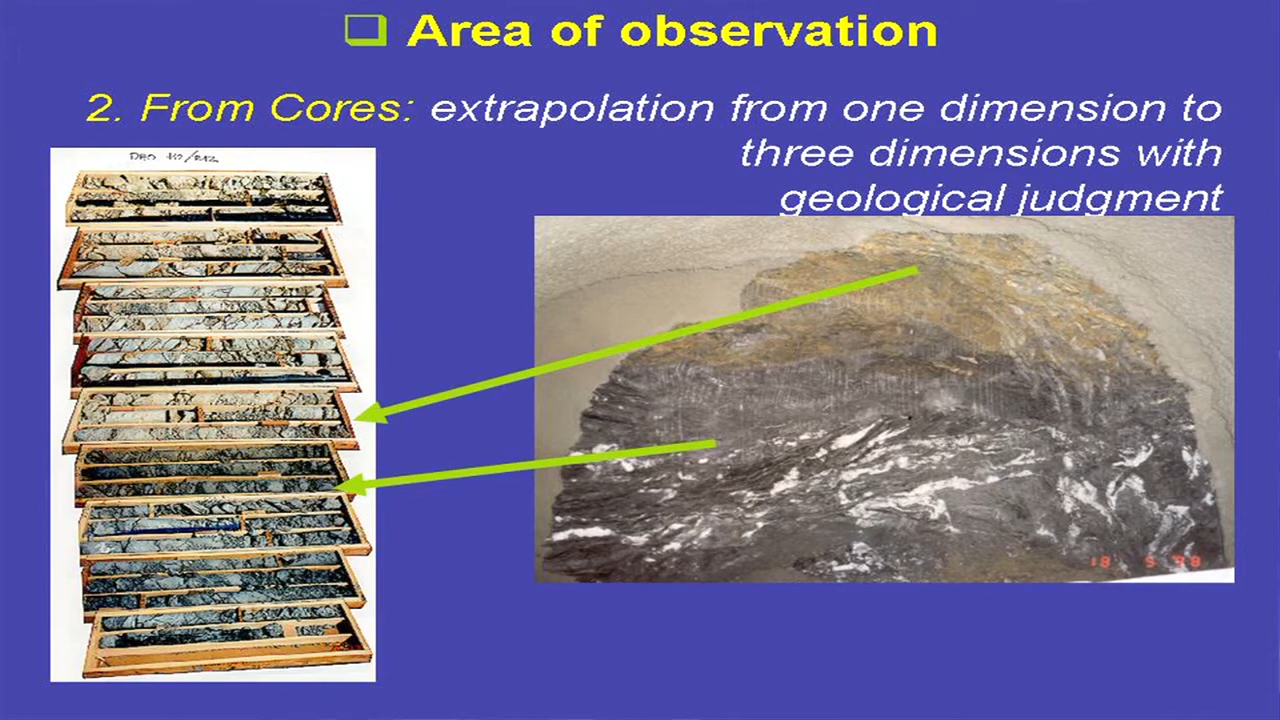 Area of observation
2. From Cores: extrapolation from one dimension to
three dimensions with
geological judgment
18 5 '98